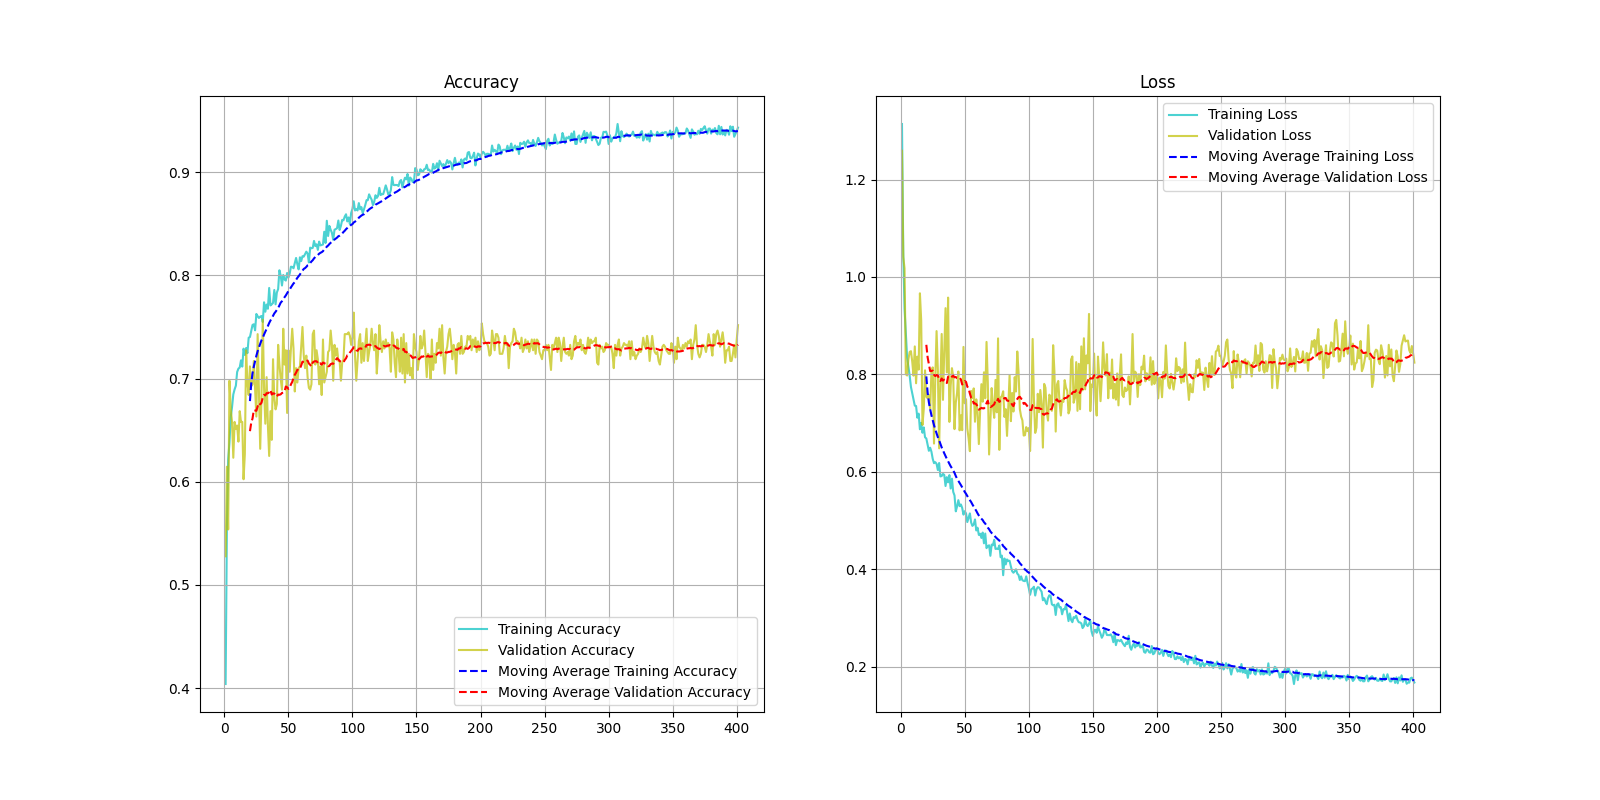 Accuracy
0.9
0.8
0.7
0.6
0.5
0.4
Training Accuracy
Validation Accuracy
Moving Average Training Accuracy
Moving Average Validation Accuracy
0 50 100 150 200 250 300 350 400
Loss
Training Loss
Validation Loss
Moving Average Training Loss
Moving Average Validation Loss
1.2
1.0
0.8
0.6
0.4
0.2
0 50 100 150 200 250 300 350 400